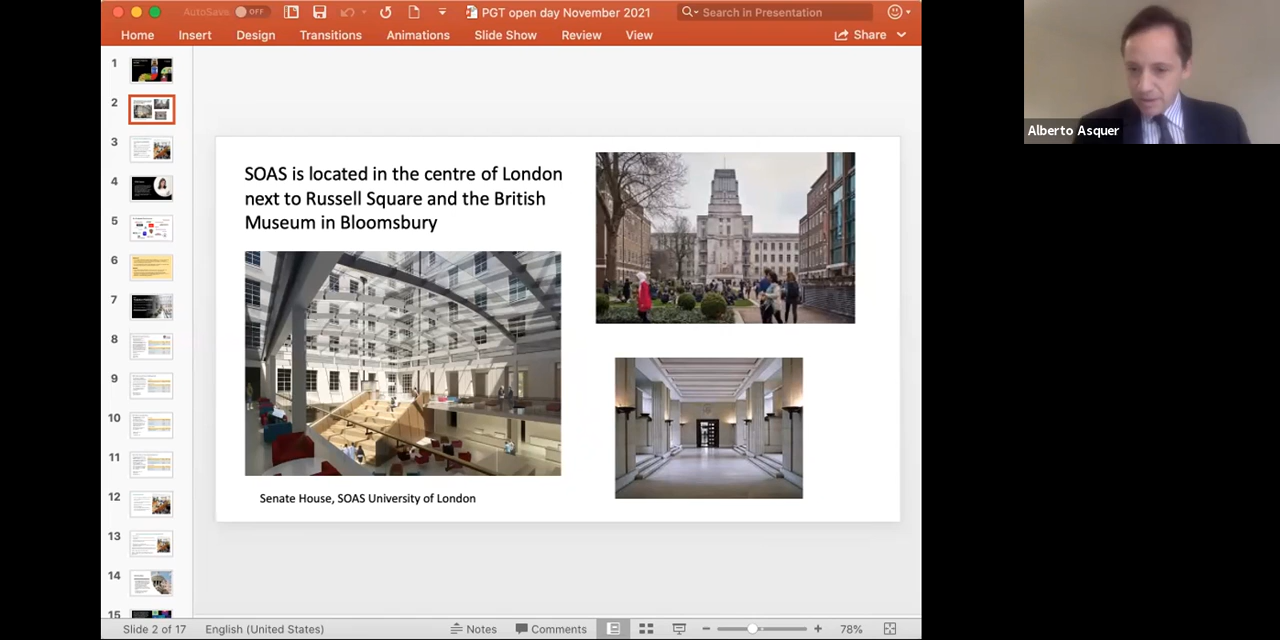 AutoSave OFF
PGT open day November 2021
Search in Presentation
Home Insert Design Transitions Animations Slide Show Review View
Share
1
2
3
4
5
6
7
8
9
10
11
12
13
14
15
SOAS is located in the centre of London
next to Russell Square and the British
Museum in Bloomsbury
Senate House, SOAS University of London
Alberto Asquer
Slide 2 of 17 English (United States) Notes Comments 78%